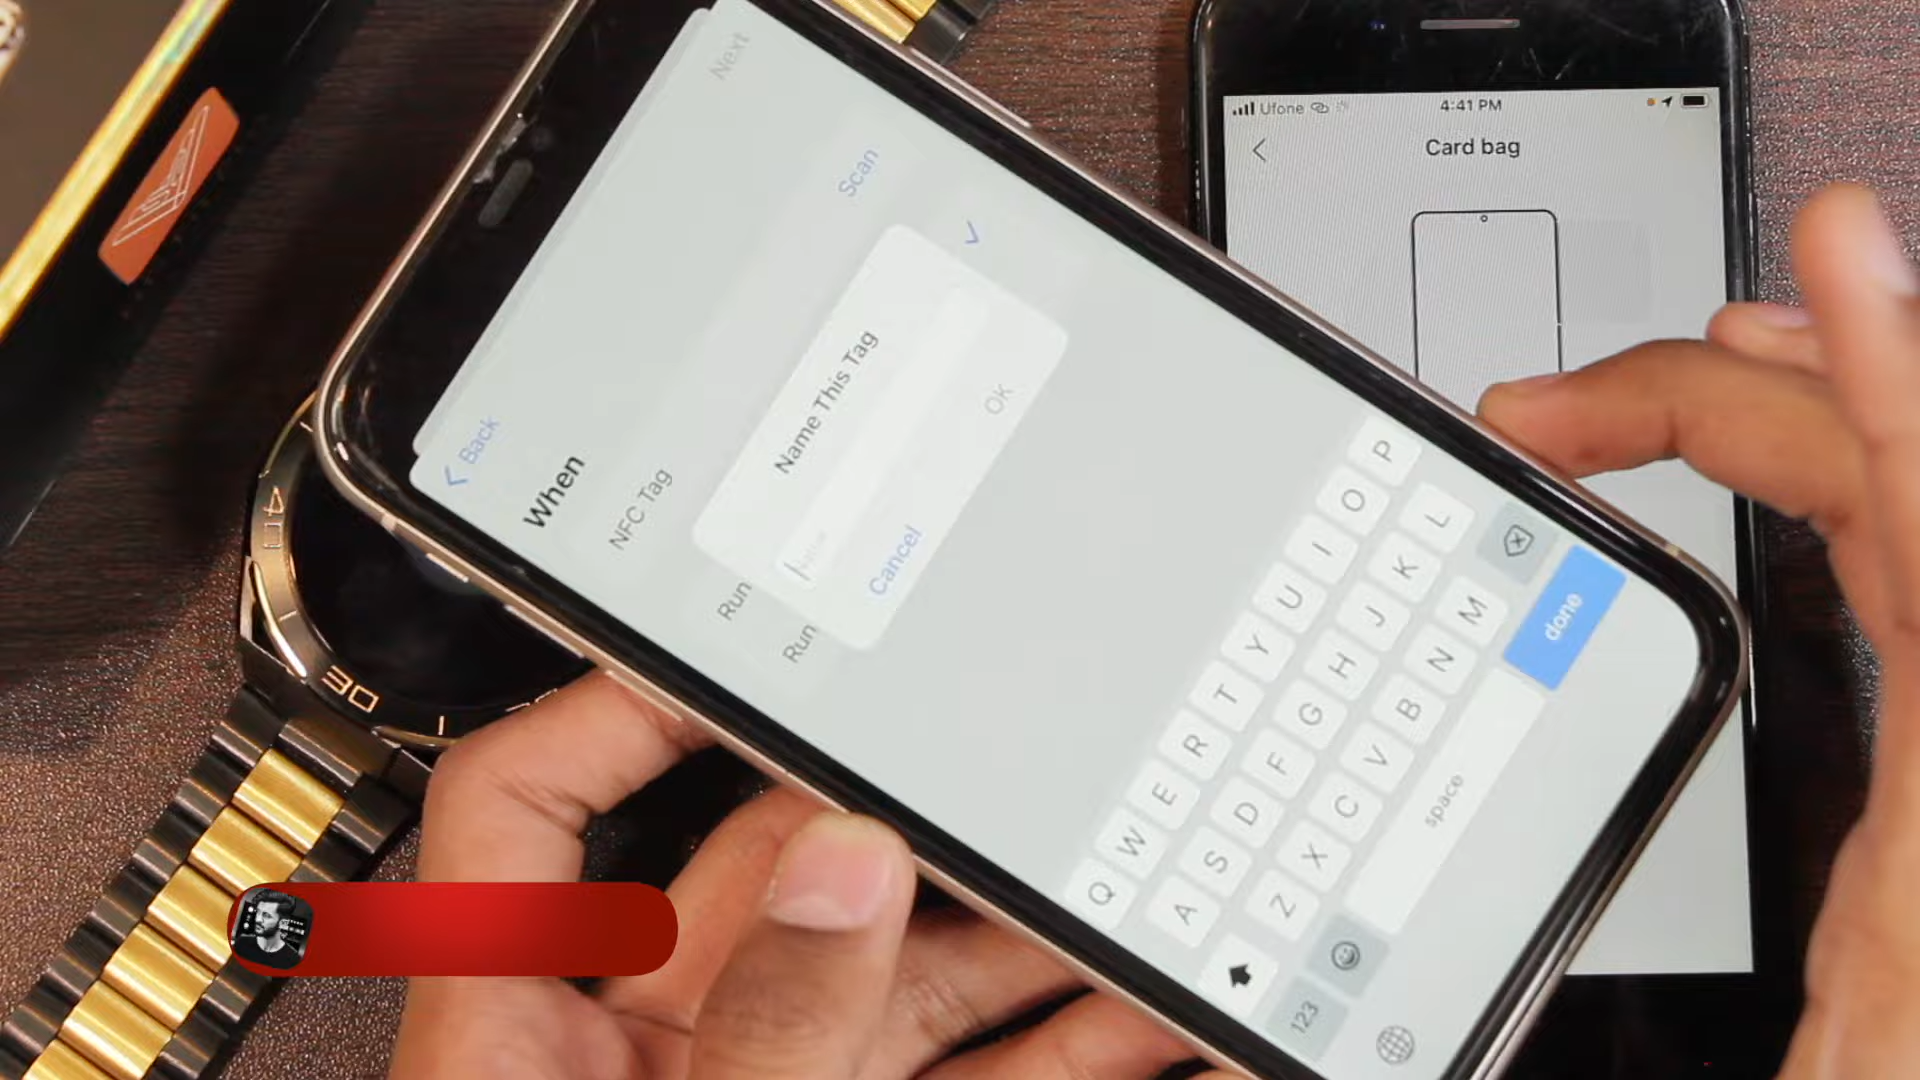 Next
Scan
Back
When
NFC Tag
Name This Tag
Cancel
OK
Run
Run
Q W E R T Y U I O P
A S D F G H J K L
Z X C V B N M
123
space
done
Ufone
4:41 PM
Card bag
40
30